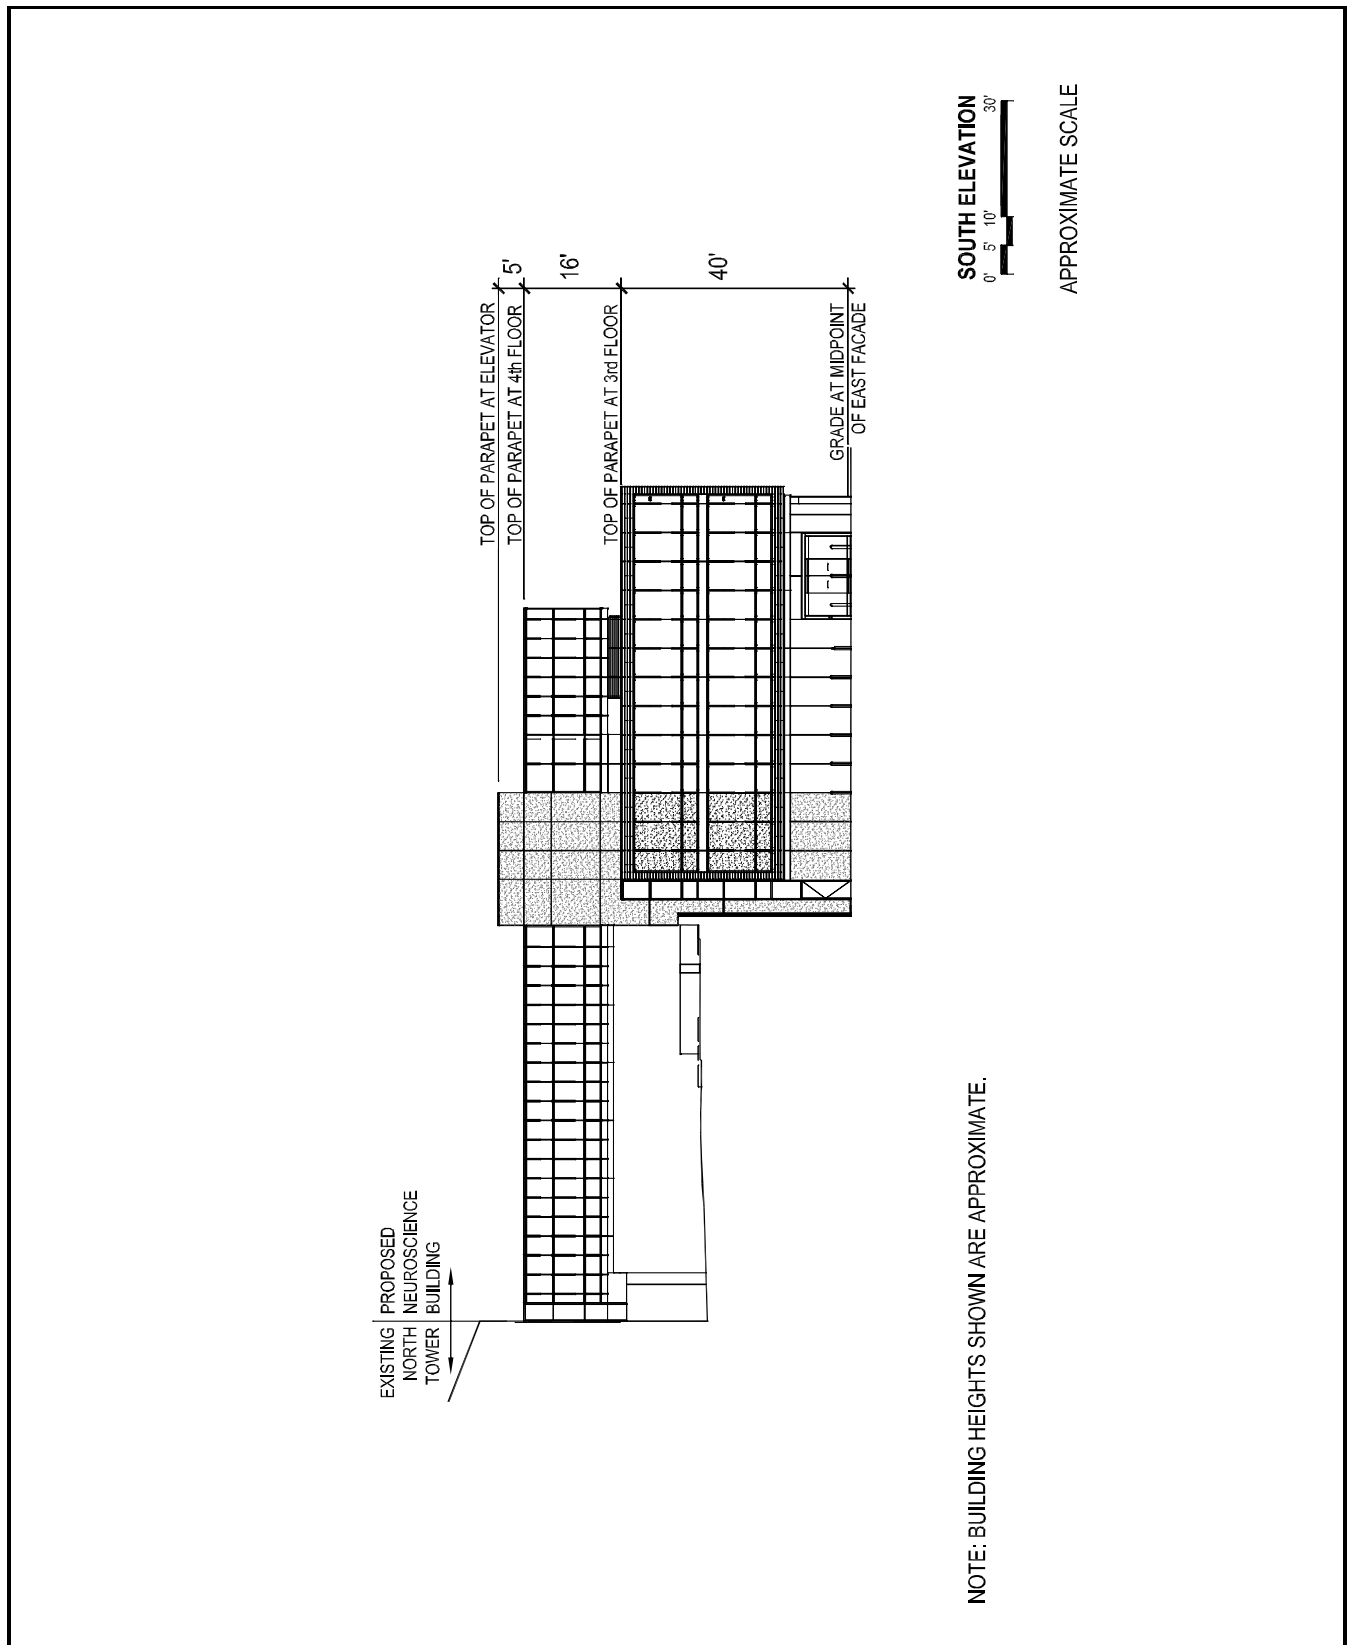 EXISTING PROPOSED
NORTH NEUROSCIENCE
TOWER BUILDING
TOP OF PARAPET AT ELEVATOR
5'
TOP OF PARAPET AT 4th FLOOR
16'
TOP OF PARAPET AT 3rd FLOOR
40'
GRADE AT MIDPOINT
OF EAST FACADE
NOTE: BUILDING HEIGHTS SHOWN ARE APPROXIMATE.
SOUTH ELEVATION
0' 5' 10' 30'
APPROXIMATE SCALE